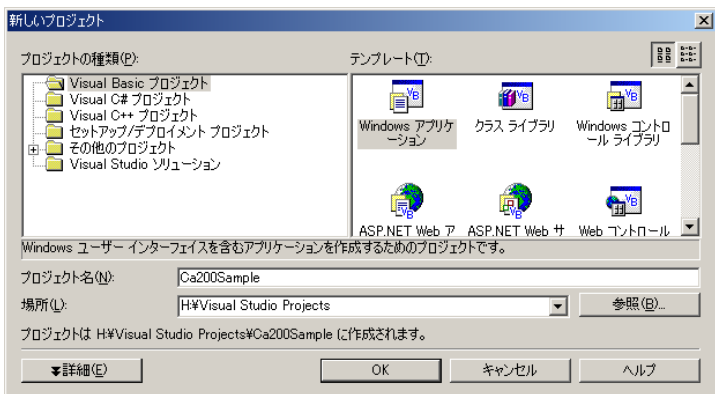 新しいプロジェクト
プロジェクトの種類(P):
テンプレート(T):
Visual Basic プロジェクト
Visual C# プロジェクト
Visual C++ プロジェクト
セットアップ/デプロイメント プロジェクト
その他のプロジェクト
Visual Studio ソリューション
Windows アプリケ
ーション
クラス ライブラリ
Windows コントロ
ール ライブラリ
ASP.NET Web ア
ASP.NET Web サ
Web コントロール
Windows ユーザー インターフェイスを含むアプリケーションを作成するためのプロジェクトです。
プロジェクト名(N):
Ca200Sample
場所(L):
H:¥Visual Studio Projects
参照(B)...
プロジェクトは H:¥Visual Studio Projects¥Ca200Sample に作成されます。
詳細(E)
OK
キャンセル
ヘルプ